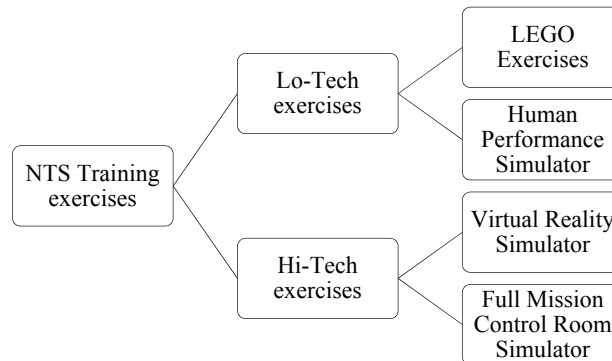 NTS Training
exercises
Lo-Tech
exercises
LEGO
Exercises
Human
Performance
Simulator
Hi-Tech
exercises
Virtual Reality
Simulator
Full Mission
Control Room
Simulator